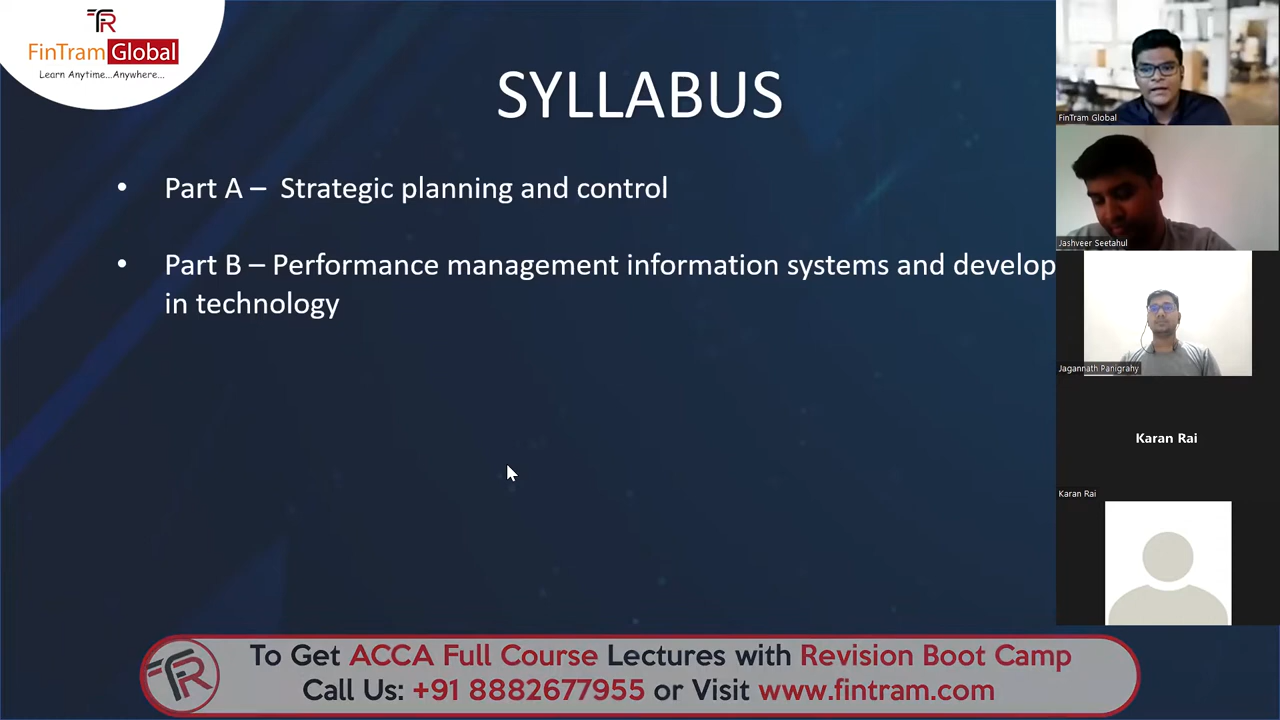 FinTram Global
Learn Anytime...Anywhere...
SYLLABUS
• Part A – Strategic planning and control
• Part B – Performance management information systems and develop
in technology
FinTram Global
Jashveer Seetahul
Jagannath Panigrahy
Karan Rai
Karan Rai
To Get ACCA Full Course Lectures with Revision Boot Camp
Call Us: +91 8882677955 or Visit www.fintram.com